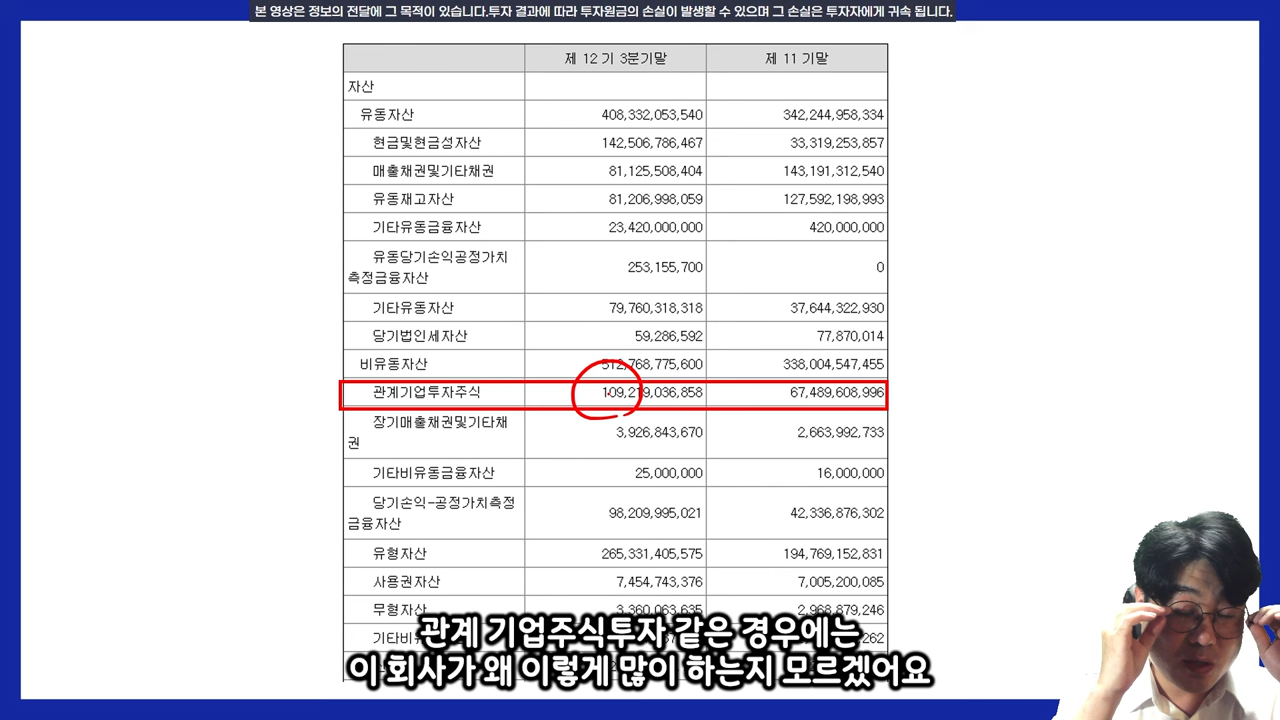 본 영상은 정보의 전달에 그 목적이 있습니다.투자 결과에 따라 투자원금의 손실이 발생할 수 있으며 그 손실은 투자자에게 귀속 됩니다.
제 12 기 3분기말 제 11 기말
자산
유동자산 408,332,053,540 342,244,958,334
현금및현금성자산 142,506,786,467 33,319,253,857
매출채권및기타채권 81,125,508,404 143,191,312,540
유동재고자산 81,206,998,059 127,592,198,993
기타유동금융자산 23,420,000,000 420,000,000
유동당기손익공정가치
측정금융자산 253,155,700 0
기타유동자산 79,760,318,318 37,644,322,930
당기법인세자산 59,286,592 77,870,014
비유동자산 512,768,775,600 338,004,547,455
관계기업투자주식 109,219,036,858 67,489,608,996
장기매출채권및기타채
권 3,926,843,670 2,663,992,733
기타비유동금융자산 25,000,000 16,000,000
당기손익-공정가치측정
금융자산 98,209,995,021 42,336,876,302
유형자산 265,331,405,575 194,769,152,831
사용권자산 7,454,743,376 7,005,200,085
무형자산 3,360,063,635 2,968,879,246
관계 기업주식투자 같은 경우에는
이 회사가 왜 이렇게 많이 하는지 모르겠어요